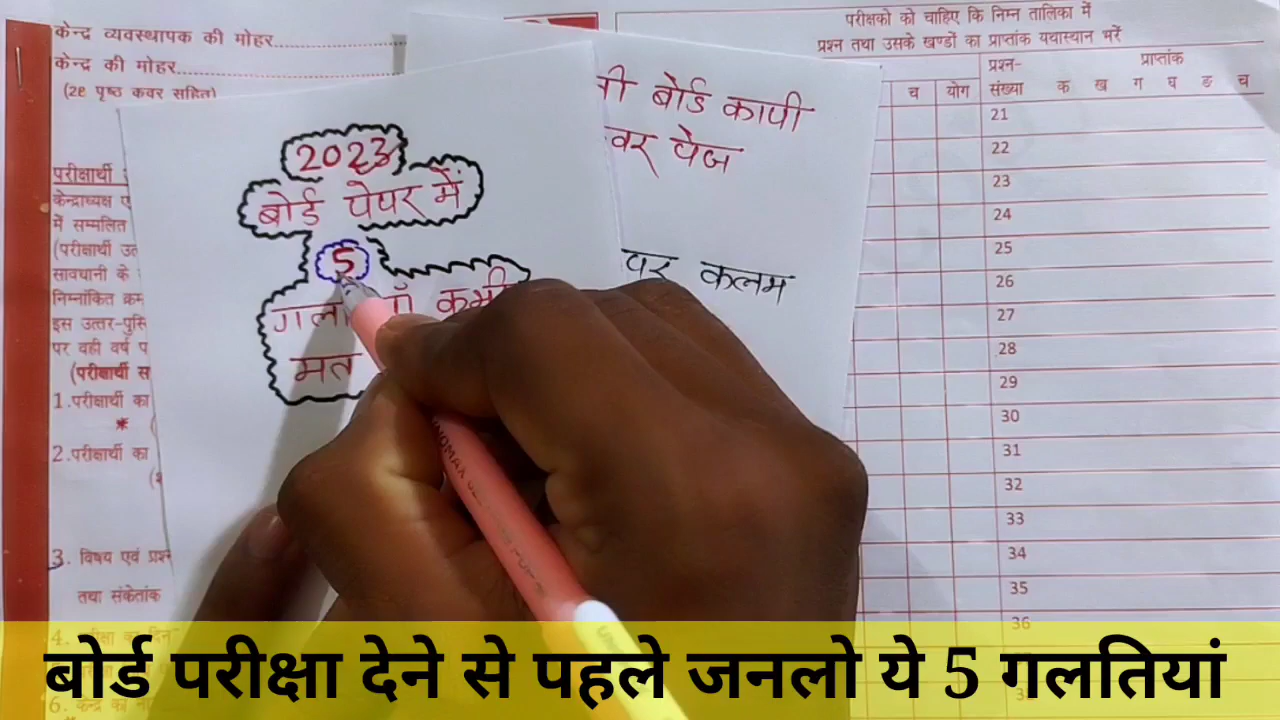 केन्द्र व्यवस्थापक की मोहर
केन्द्र की मोहर
(28 पृष्ठ कवर सहित)
परीक्षार्थी
केन्द्राध्यक्ष
में सम्मलित
(परीक्षार्थी
सावधानी के
निम्नांकित
इस उत्तर-
पर वही वर्ष
(परीक्षार्थी
1.परीक्षार्थी का
*
2.परीक्षार्थी का
3. विषय एवं
तथा संकेतांक
2023
बोर्ड पेपर में
5
कभी
मत
बोर्ड कापी
पेज
पर कलम
परीक्षको को चाहिए कि निम्न तालिका में
प्रश्न तथा उसके खण्डों का प्राप्तांक यथास्थान भरें
प्रश्न- प्राप्तांक
च योग संख्या क ख ग घ ङ च
21
22
23
24
25
26
27
28
29
30
31
32
33
34
35
36
बोर्ड परीक्षा देने से पहले जनलो ये 5 गलतियां